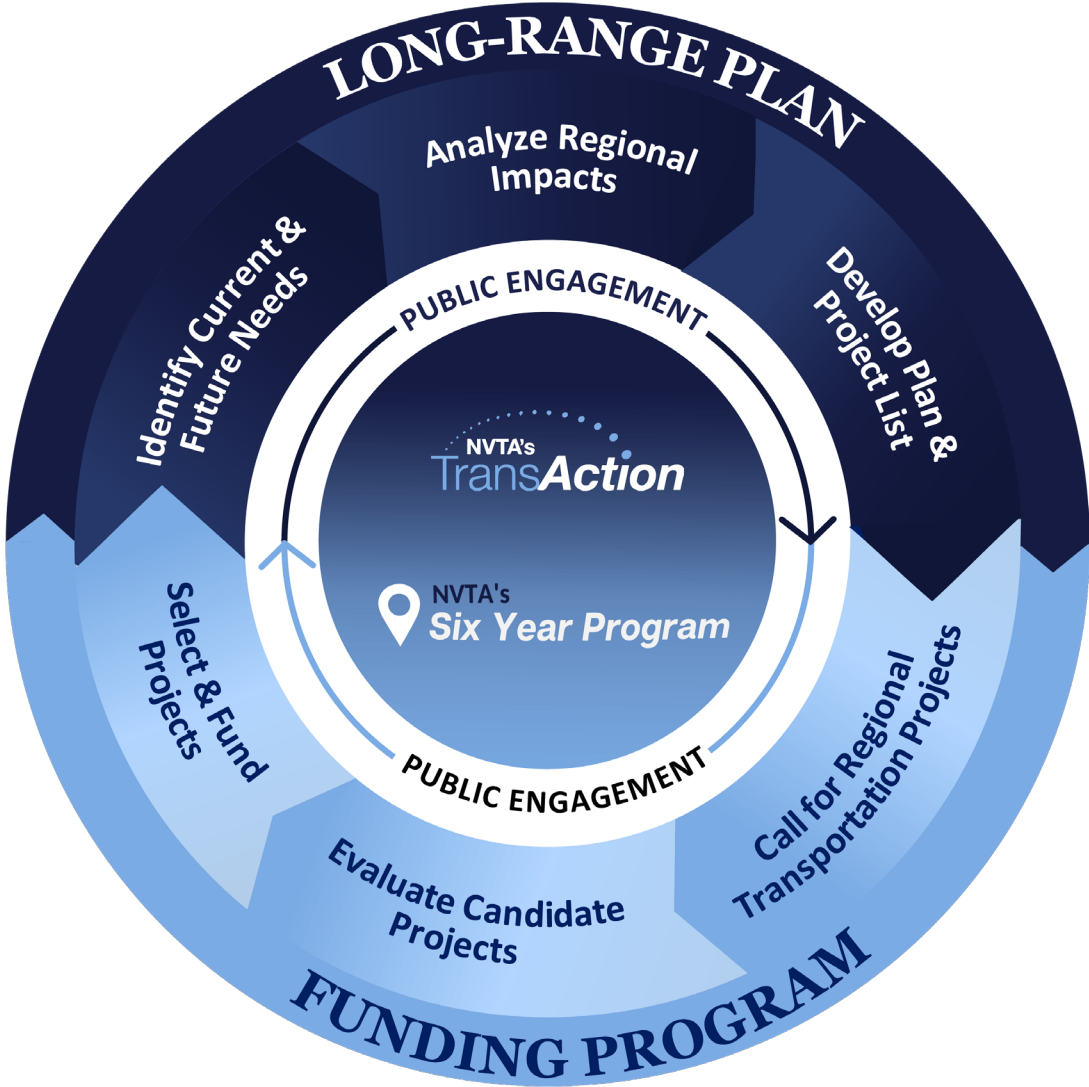 LONG-RANGE PLAN
Analyze Regional
Impacts
Identify Current &
Future Needs
Develop Plan &
Project List
PUBLIC ENGAGEMENT
NVTA's
TransAction
NVTA's
Six Year Program
PUBLIC ENGAGEMENT
Select & Fund
Projects
Call for Regional
Transportation Projects
Evaluate Candidate
Projects
FUNDING PROGRAM